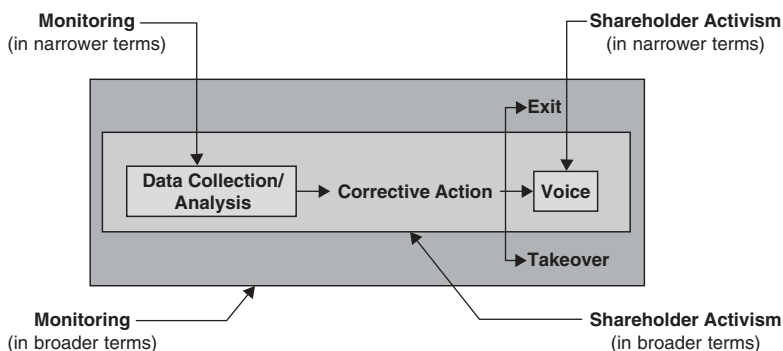 Monitoring
(in narrower terms)
Shareholder Activism
(in narrower terms)
Exit
Data Collection/
Analysis
Corrective Action
Voice
Takeover
Monitoring
(in broader terms)
Shareholder Activism
(in broader terms)